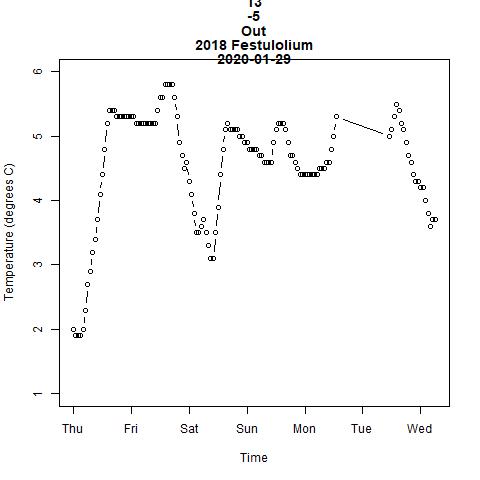 13
-5
Out
2018 Festulolium
2020-01-29
6
5
4
3
2
1
Temperature (degrees C)
Thu Fri Sat Sun Mon Tue Wed
Time